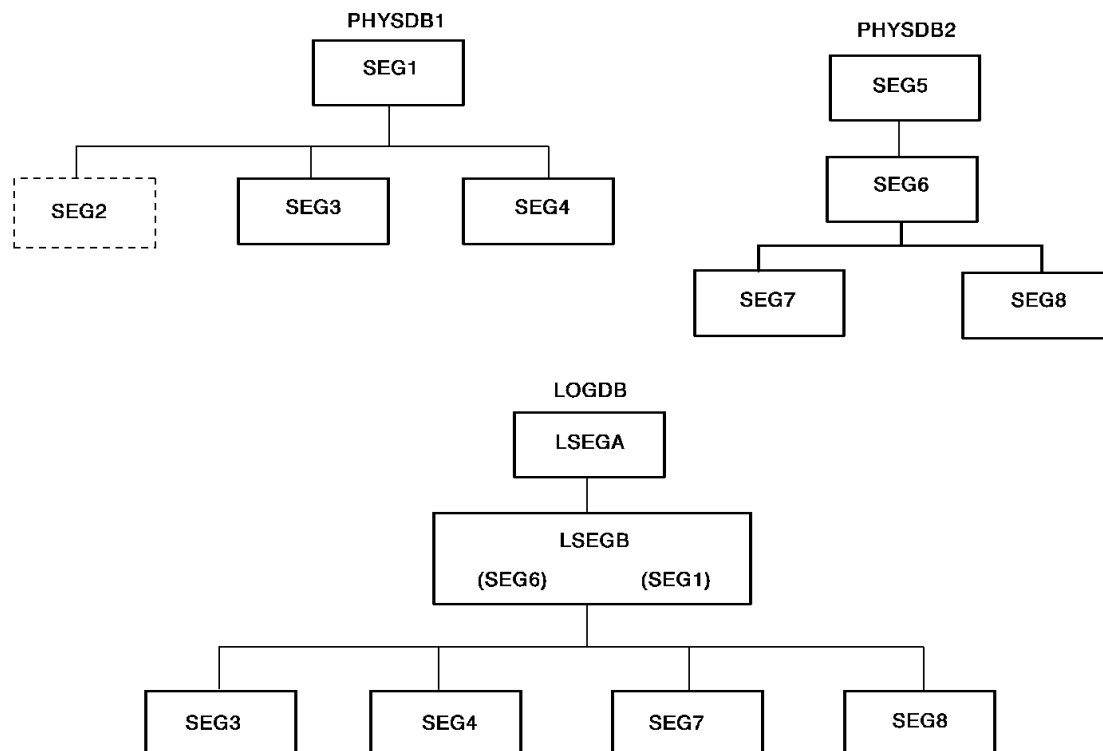 PHYSDB1
SEG1
SEG2
SEG3
SEG4
PHYSDB2
SEG5
SEG6
SEG7
SEG8
LOGDB
LSEGA
LSEGB
(SEG6) (SEG1)
SEG3
SEG4
SEG7
SEG8